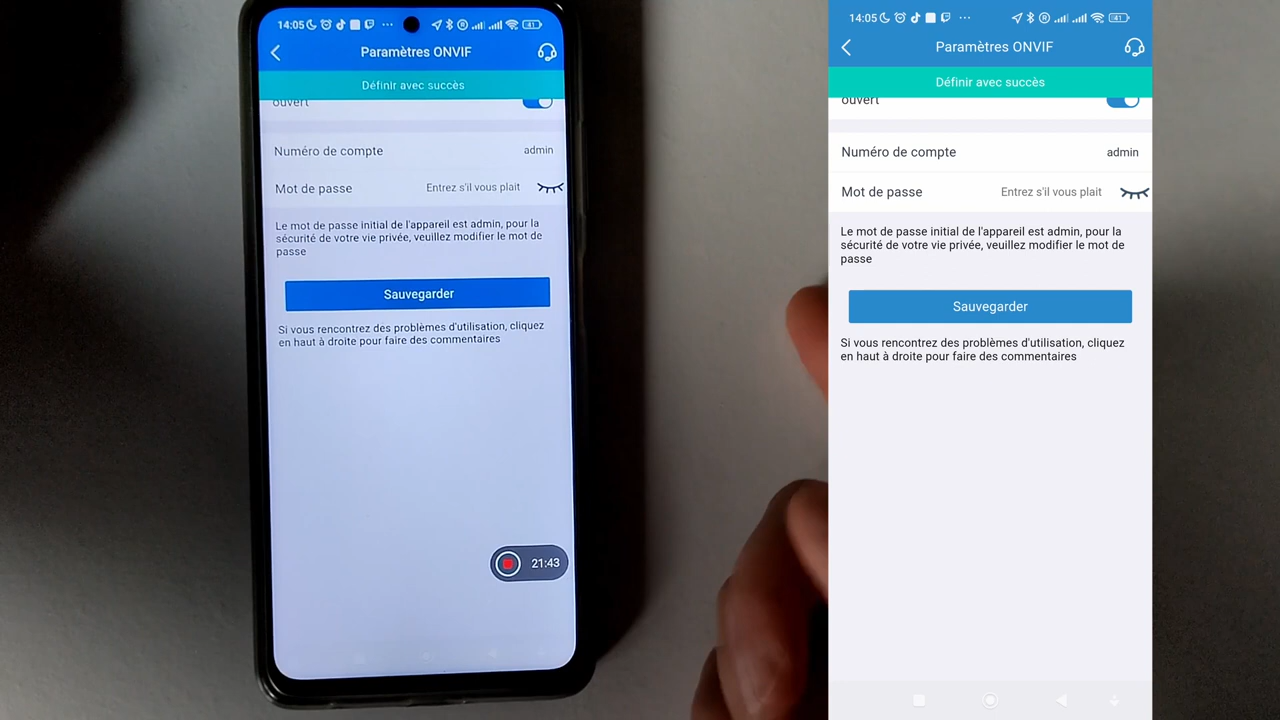 14:05
41
Paramètres ONVIF
Définir avec succès
ouvert
Numéro de compte
admin
Mot de passe
Entrez s'il vous plait
Le mot de passe initial de l'appareil est admin, pour la
sécurité de votre vie privée, veuillez modifier le mot de
passe
Sauvegarder
Si vous rencontrez des problèmes d'utilisation, cliquez
en haut à droite pour faire des commentaires
21:43
14:05
41
Paramètres ONVIF
Définir avec succès
ouvert
Numéro de compte
admin
Mot de passe
Entrez s'il vous plait
Le mot de passe initial de l'appareil est admin, pour la
sécurité de votre vie privée, veuillez modifier le mot de
passe
Sauvegarder
Si vous rencontrez des problèmes d'utilisation, cliquez
en haut à droite pour faire des commentaires